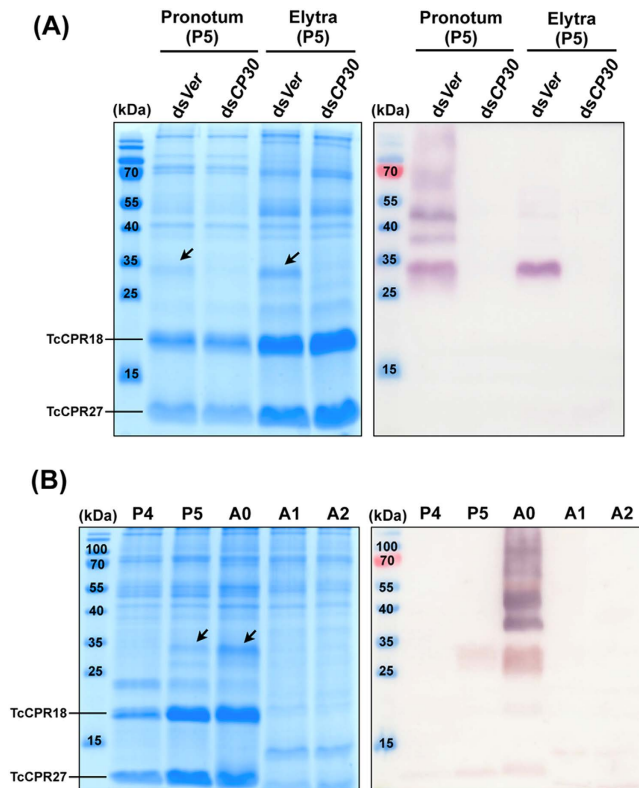 (A)
Pronotum (P5) Elytra (P5) Pronotum (P5) Elytra (P5)
(kDa) dsVer dsCP30 dsVer dsCP30 (kDa) dsVer dsCP30 dsVer dsCP30
70 70
55 55
40 40
35 35
25 25
TcCPR18
15 15
TcCPR27
(B)
(kDa) P4 P5 A0 A1 A2 (kDa) P4 P5 A0 A1 A2
100 100
70 70
55 55
40 40
35 35
25 25
TcCPR18
15 15
TcCPR27